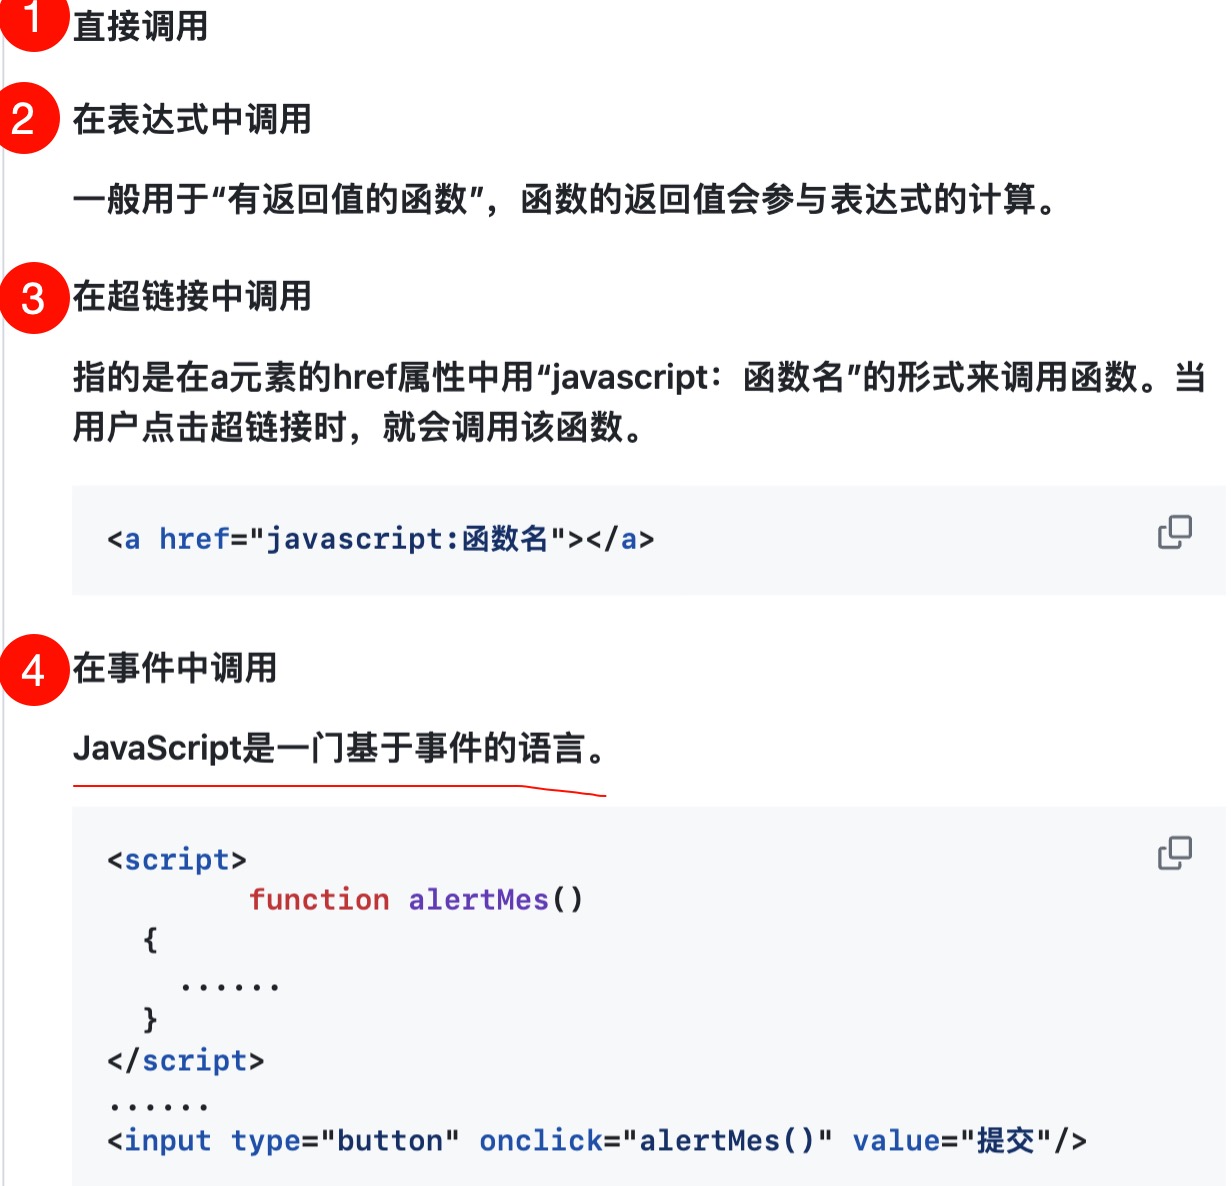 1 直接调用
2 在表达式中调用
一般用于“有返回值的函数”，函数的返回值会参与表达式的计算。
3 在超链接中调用
指的是在a元素的href属性中用“javascript：函数名”的形式来调用函数。当
用户点击超链接时，就会调用该函数。
<a href="javascript:函数名"></a>
4 在事件中调用
JavaScript是一门基于事件的语言。
<script>
function alertMes()
{
......
}
</script>
......
<input type="button" onclick="alertMes()" value="提交"/>